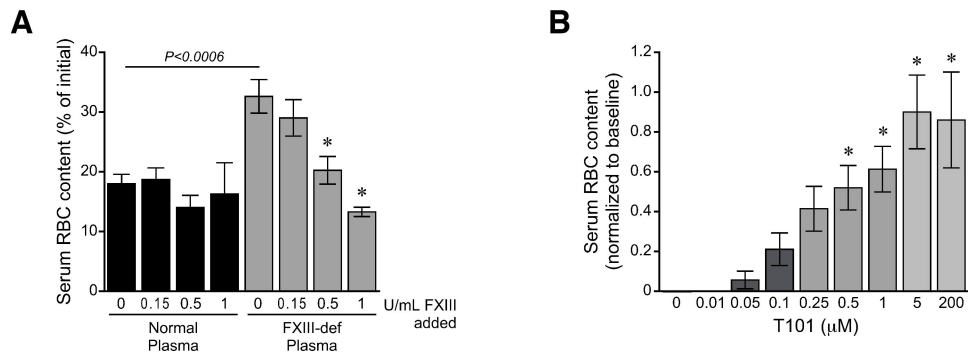 A
Serum RBC content (% of initial)
40
30
20
10
0
P<0.0006
*
*
0 0.15 0.5 1 0 0.15 0.5 1 U/mL FXIII
added
Normal
Plasma
FXIII-def
Plasma
B
Serum RBC content
(normalized to baseline)
1.2
1.0
0.8
0.6
0.4
0.2
0
*
*
*
*
0 0.01 0.05 0.1 0.25 0.5 1 5 200
T101 (µM)